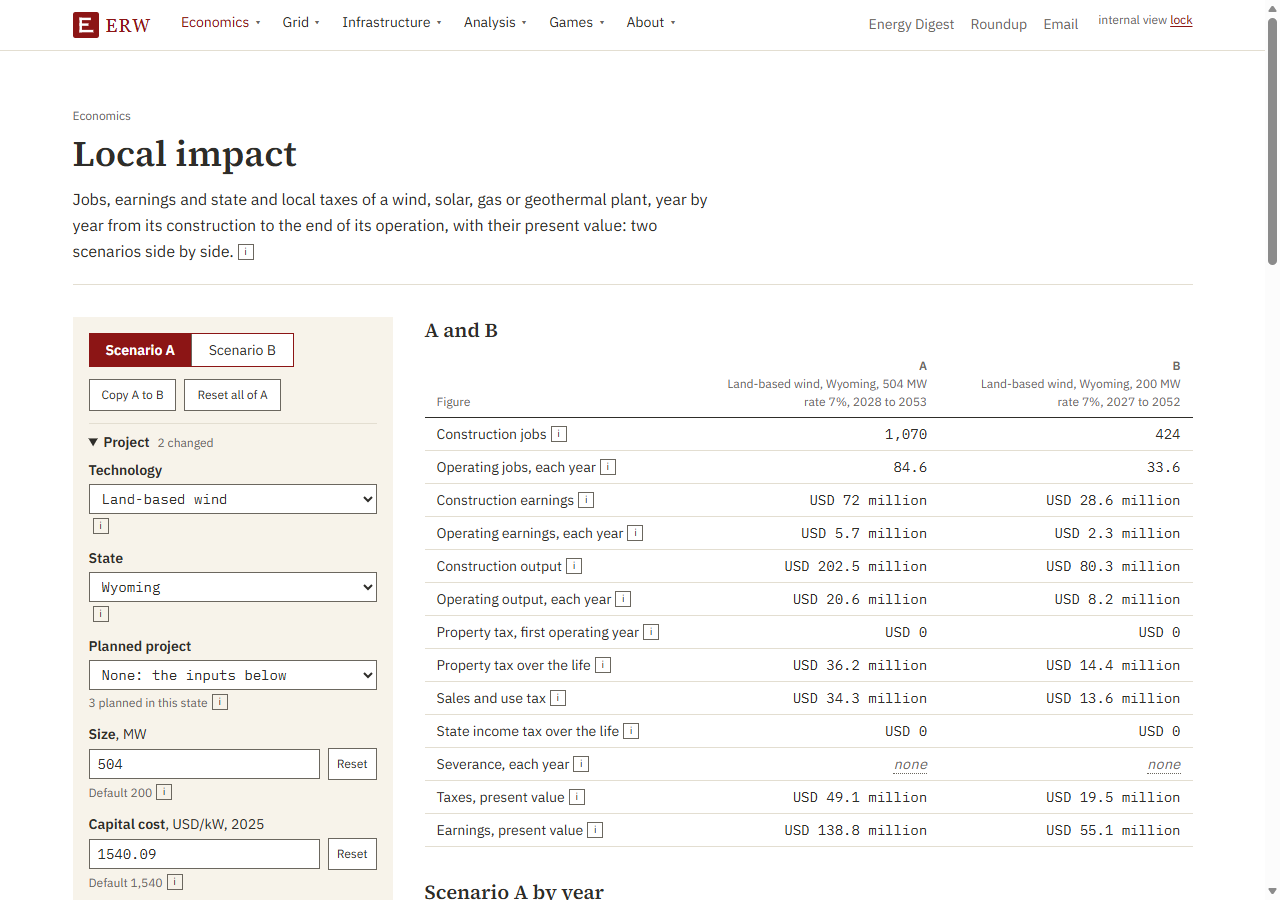 E ERW Economics Grid Infrastructure Analysis Games About Energy Digest Roundup Email internal view lock
Economics
Local impact
Jobs, earnings and state and local taxes of a wind, solar, gas or geothermal plant, year by
year from its construction to the end of its operation, with their present value: two
scenarios side by side. i
Scenario A Scenario B
Copy A to B Reset all of A
Project 2 changed
Technology
Land-based wind
i
State
Wyoming
i
Planned project
None: the inputs below
3 planned in this state i
Size, MW
504 Reset
Default 200 i
Capital cost, USD/kW, 2025
1540.09 Reset
Default 1,540 i
A and B
A B
Land-based wind, Wyoming, 504 MW Land-based wind, Wyoming, 200 MW
Figure rate 7%, 2028 to 2053 rate 7%, 2027 to 2052
Construction jobs i 1,070 424
Operating jobs, each year i 84.6 33.6
Construction earnings i USD 72 million USD 28.6 million
Operating earnings, each year i USD 5.7 million USD 2.3 million
Construction output i USD 202.5 million USD 80.3 million
Operating output, each year i USD 20.6 million USD 8.2 million
Property tax, first operating year i USD 0 USD 0
Property tax over the life i USD 36.2 million USD 14.4 million
Sales and use tax i USD 34.3 million USD 13.6 million
State income tax over the life i USD 0 USD 0
Severance, each year i none none
Taxes, present value i USD 49.1 million USD 19.5 million
Earnings, present value i USD 138.8 million USD 55.1 million
Scenario A by year